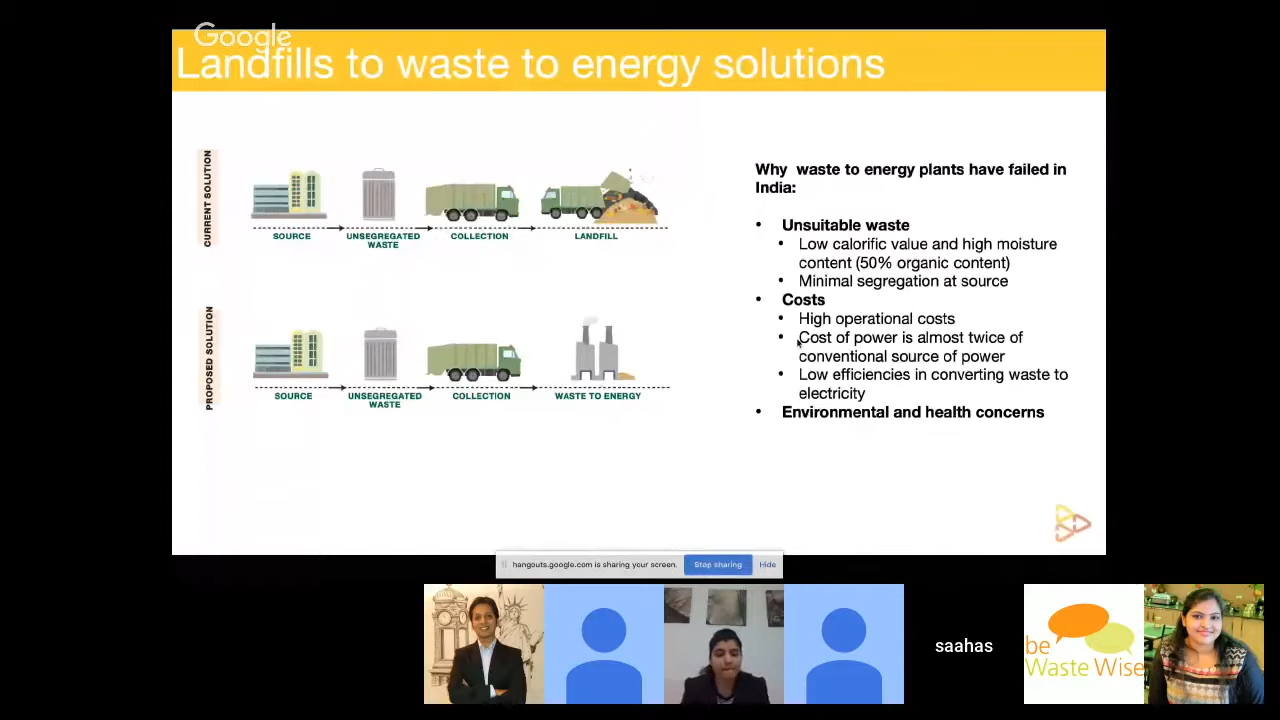 Google
Landfills to waste to energy solutions
CURRENT SOLUTION
SOURCE
UNSEGREGATED
WASTE
COLLECTION
LANDFILL
PROPOSED SOLUTION
SOURCE
UNSEGREGATED
WASTE
COLLECTION
WASTE TO ENERGY
Why waste to energy plants have failed in
India:
• Unsuitable waste
• Low calorific value and high moisture
content (50% organic content)
• Minimal segregation at source
• Costs
• High operational costs
• Cost of power is almost twice of
conventional source of power
• Low efficiencies in converting waste to
electricity
• Environmental and health concerns
hangouts.google.com is sharing your screen.
Stop sharing
Hide
saahas
be
Waste Wise